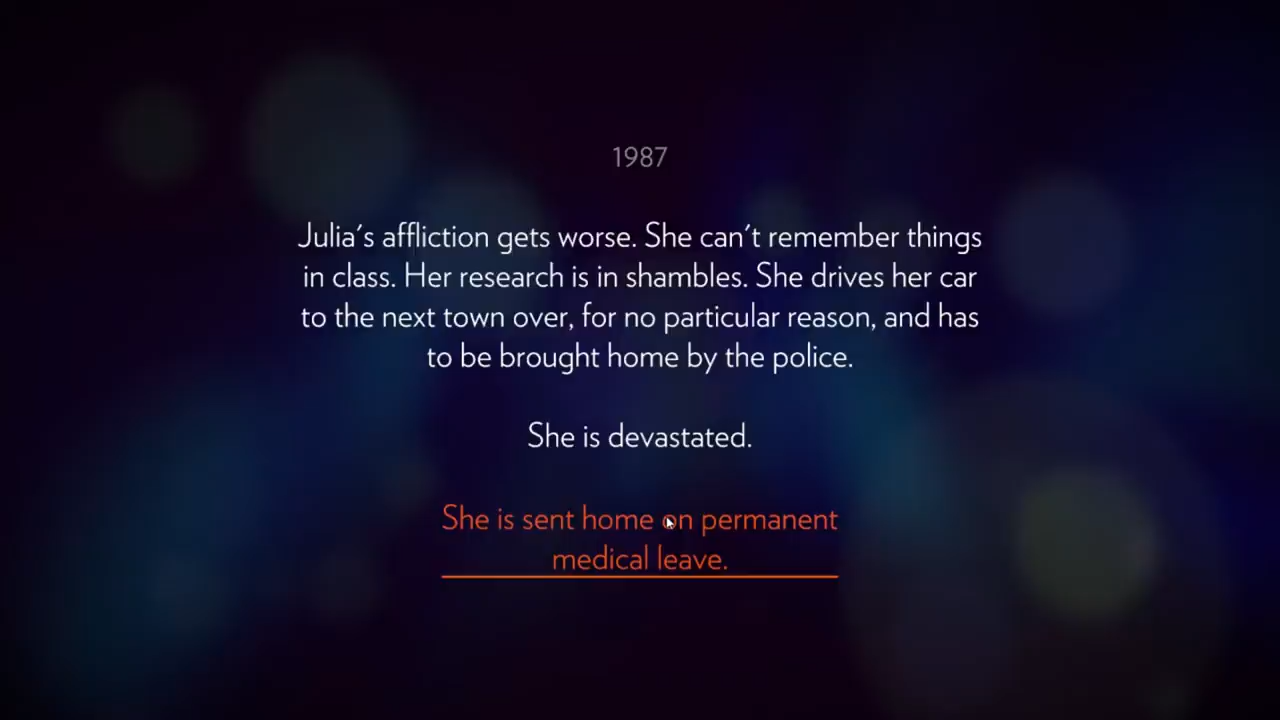 1987
Julia's affliction gets worse. She can't remember things
in class. Her research is in shambles. She drives her car
to the next town over, for no particular reason, and has
to be brought home by the police.
She is devastated.
She is sent home on permanent
medical leave.